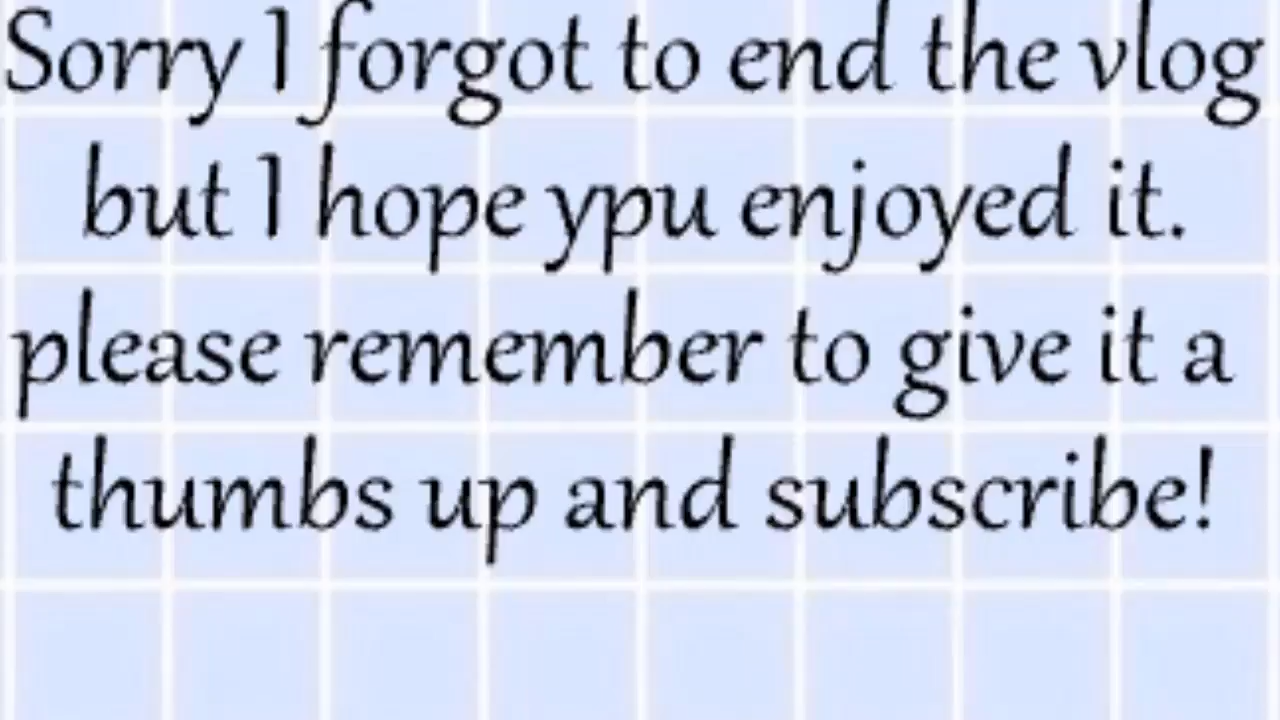 Sorry I forgot to end the vlog
but I hope ypu enjoyed it.
please remember to give it a
thumbs up and subscribe!